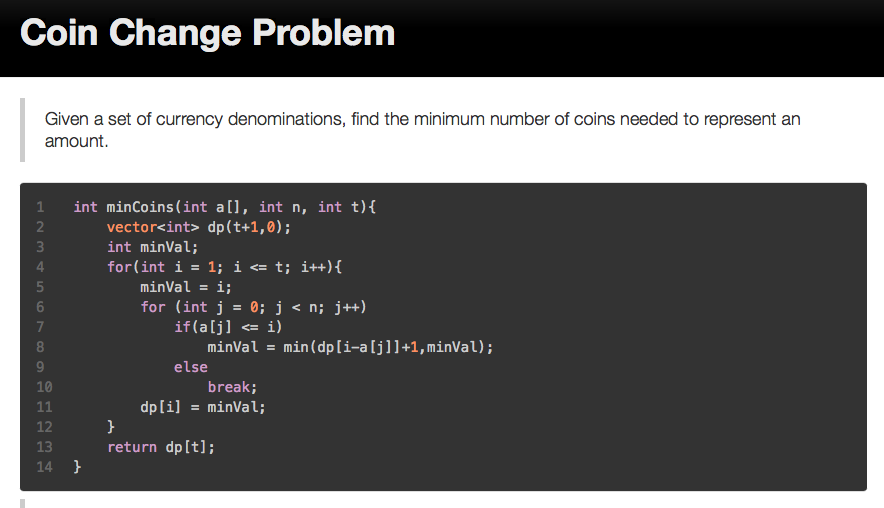 Coin Change Problem
Given a set of currency denominations, find the minimum number of coins needed to represent an
amount.
1 int minCoins(int a[], int n, int t){
2 vector<int> dp(t+1,0);
3 int minVal;
4 for(int i = 1; i <= t; i++){
5 minVal = i;
6 for (int j = 0; j < n; j++)
7 if(a[j] <= i)
8 minVal = min(dp[i-a[j]]+1,minVal);
9 else
10 break;
11 dp[i] = minVal;
12 }
13 return dp[t];
14 }